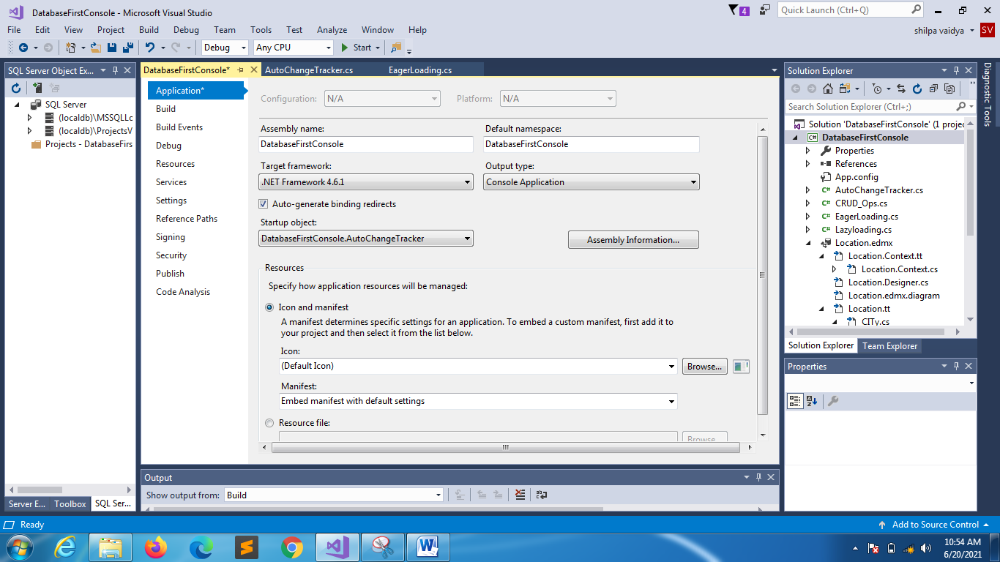 DatabaseFirstConsole - Microsoft Visual Studio
4
Quick Launch (Ctrl+Q)
File Edit View Project Build Debug Team Tools Test Analyze Window Help
shilpa vaidya
SV
Debug
Any CPU
Start
SQL Server Object Ex...
SQL Server
(localdb)\MSSQLLo
(localdb)\ProjectsV
Projects - DatabaseFirs
Server E... Toolbox SQL Ser...
DatabaseFirstConsole*
AutoChangeTracker.cs
EagerLoading.cs
Application*
Build
Build Events
Debug
Resources
Services
Settings
Reference Paths
Signing
Security
Publish
Code Analysis
Configuration: N/A
Platform: N/A
Assembly name:
DatabaseFirstConsole
Default namespace:
DatabaseFirstConsole
Target framework:
.NET Framework 4.6.1
Output type:
Console Application
Auto-generate binding redirects
Startup object:
DatabaseFirstConsole.AutoChangeTracker
Assembly Information...
Resources
Specify how application resources will be managed:
Icon and manifest
A manifest determines specific settings for an application. To embed a custom manifest, first add it to
your project and then select it from the list below.
Icon:
(Default Icon)
Browse...
Manifest:
Embed manifest with default settings
Resource file:
Browse...
Output
Show output from: Build
Solution Explorer
Search Solution Explorer (Ctrl+;)
Solution 'DatabaseFirstConsole' (1 projec
DatabaseFirstConsole
Properties
References
App.config
AutoChangeTracker.cs
CRUD_Ops.cs
EagerLoading.cs
Lazyloading.cs
Location.edmx
Location.Context.tt
Location.Context.cs
Location.Designer.cs
Location.edmx.diagram
Location.tt
CITy.cs
Solution Explorer Team Explorer
Properties
Diagnostic Tools
Ready
Add to Source Control
10:54 AM
6/20/2021